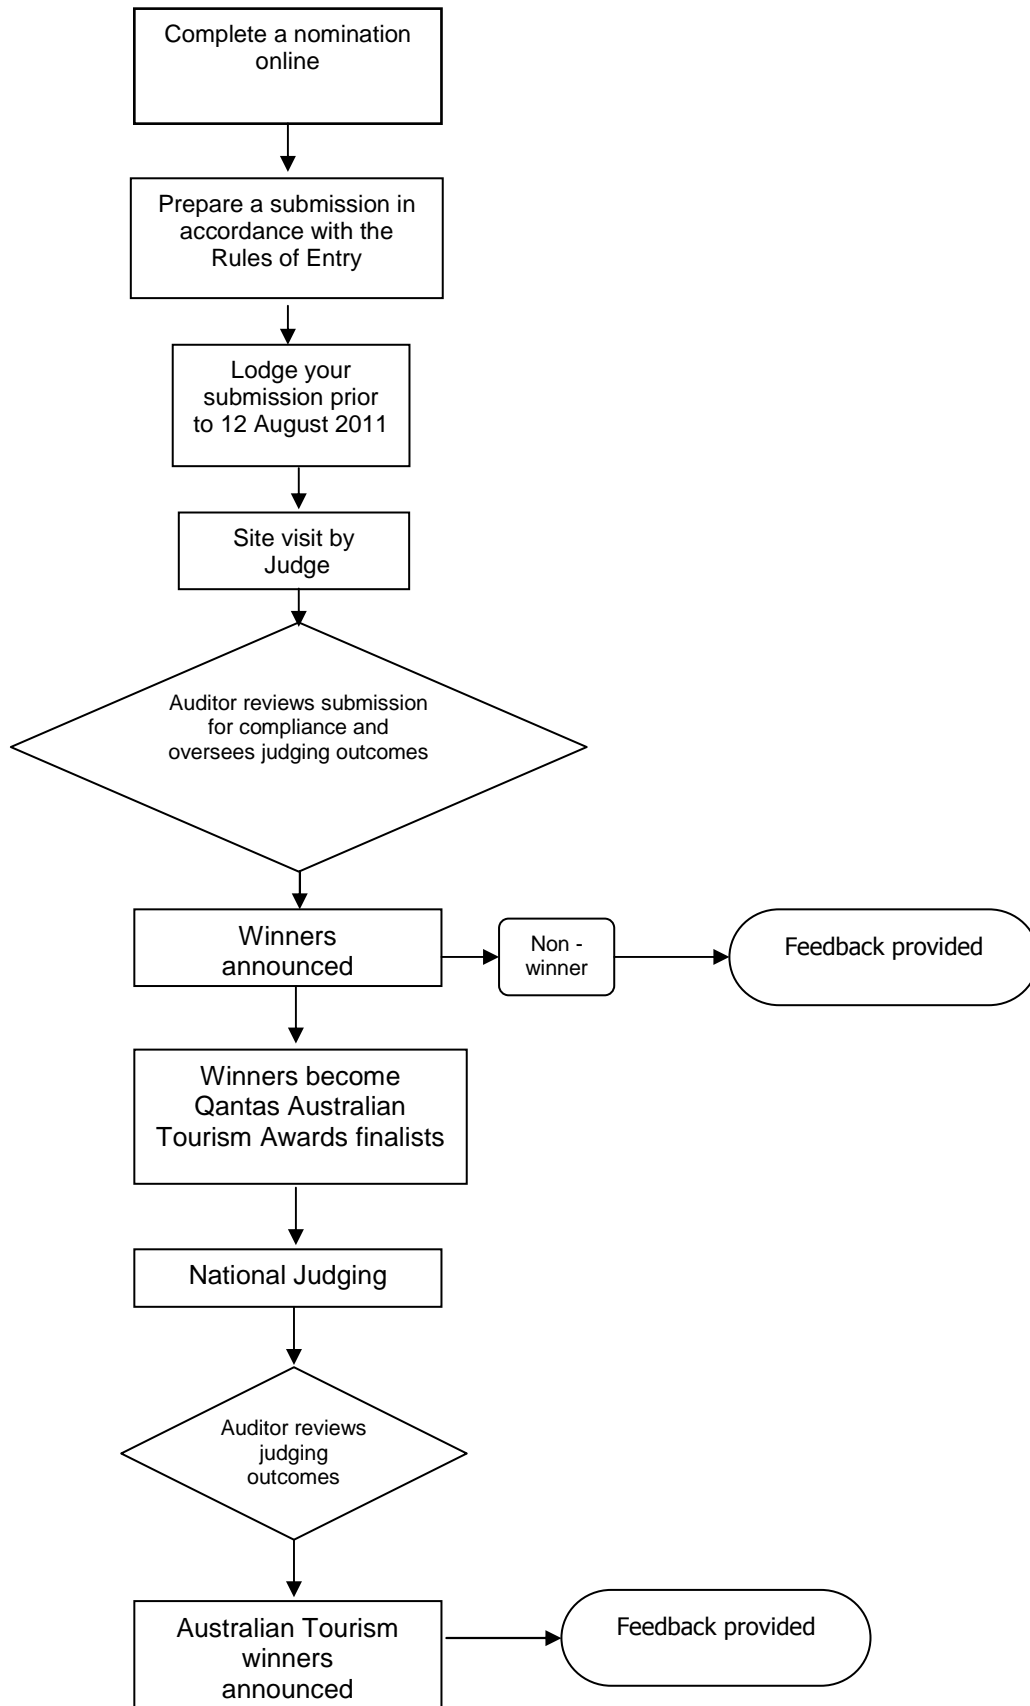 Complete a nomination
online
Prepare a submission in
accordance with the
Rules of Entry
Lodge your
submission prior
to 12 August 2011
Site visit by
Judge
Auditor reviews submission
for compliance and
oversees judging outcomes
Winners
announced
Non -
winner
Feedback provided
Winners become
Qantas Australian
Tourism Awards finalists
National Judging
Auditor reviews
judging
outcomes
Australian Tourism
winners
announced
Feedback provided